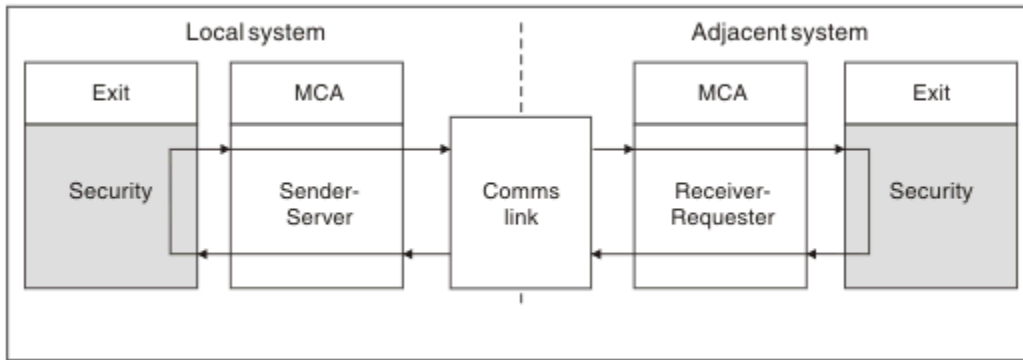 Local system
Adjacent system
Exit
MCA
MCA
Exit
Security
Sender-
Server
Comms
link
Receiver-
Requester
Security